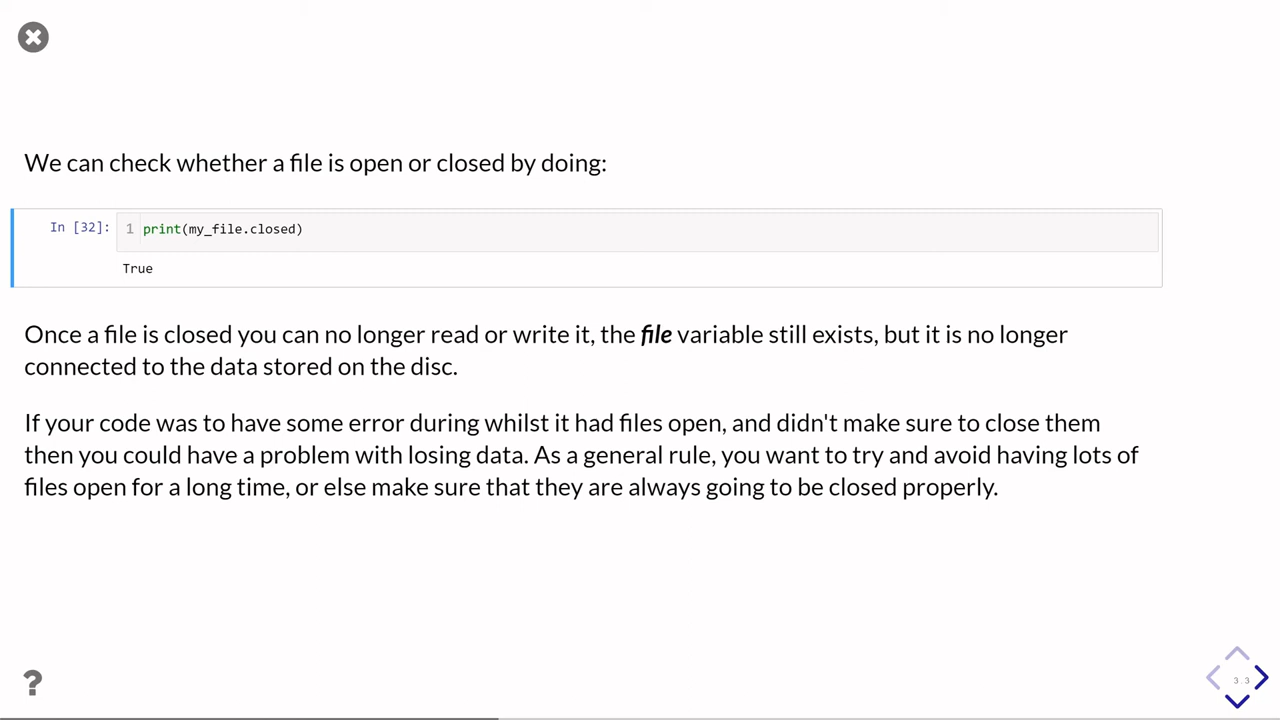 We can check whether a file is open or closed by doing:
In [32]: 1 print(my_file.closed)
True
Once a file is closed you can no longer read or write it, the file variable still exists, but it is no longer
connected to the data stored on the disc.
If your code was to have some error during whilst it had files open, and didn't make sure to close them
then you could have a problem with losing data. As a general rule, you want to try and avoid having lots of
files open for a long time, or else make sure that they are always going to be closed properly.
?
3.3